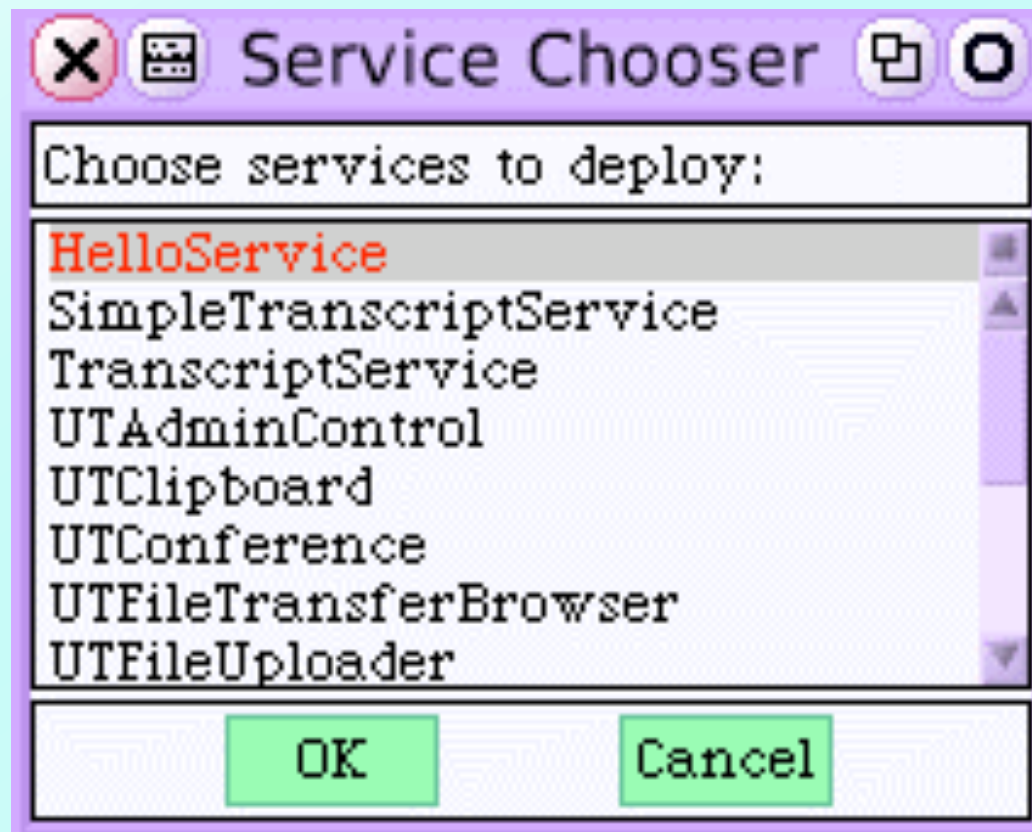 Service Chooser
Choose services to deploy:
HelloService
SimpleTranscriptService
TranscriptService
UTAdminControl
UTClipboard
UTConference
UTFileTransferBrowser
UTFileUploader
OK Cancel